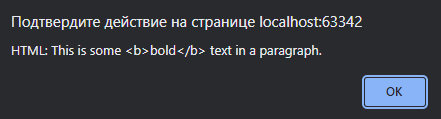 Подтвердите действие на странице localhost:63342
HTML: This is some <b>bold</b> text in a paragraph.
OK